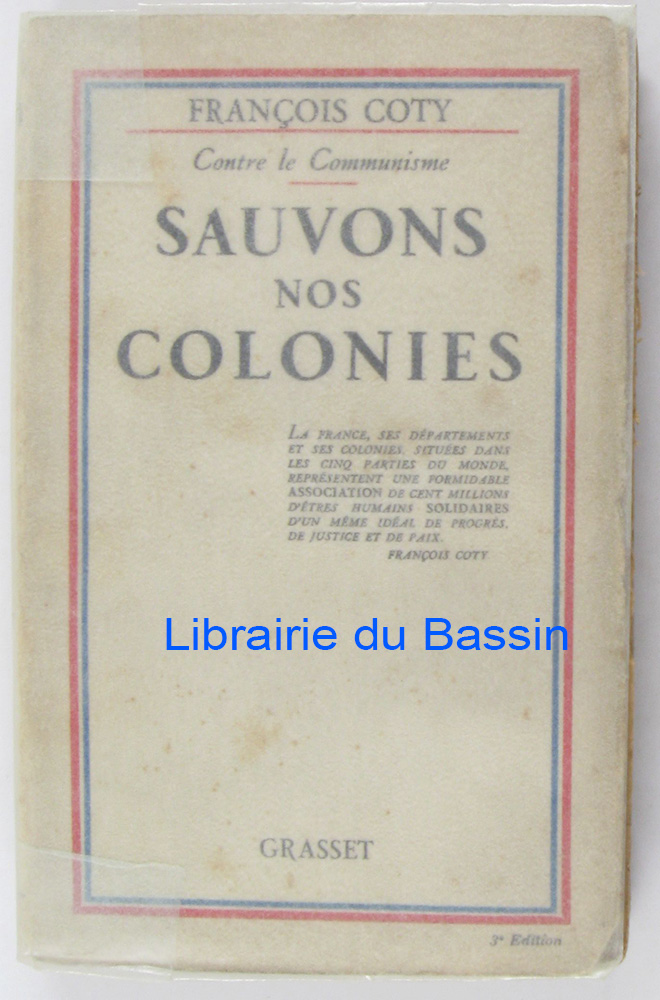 FRANÇOIS COTY
Contre le Communisme
SAUVONS
NOS
COLONIES
LA FRANCE, SES DÉPARTEMENTS
ET SES COLONIES, SITUÉES DANS
LES CINQ PARTIES DU MONDE,
REPRÉSENTENT UNE FORMIDABLE
ASSOCIATION DE CENT MILLIONS
D'ÊTRES HUMAINS SOLIDAIRES
D'UN MÊME IDÉAL DE PROGRÈS,
DE JUSTICE ET DE PAIX.
FRANÇOIS COTY
Librairie du Bassin
GRASSET
3e Edition